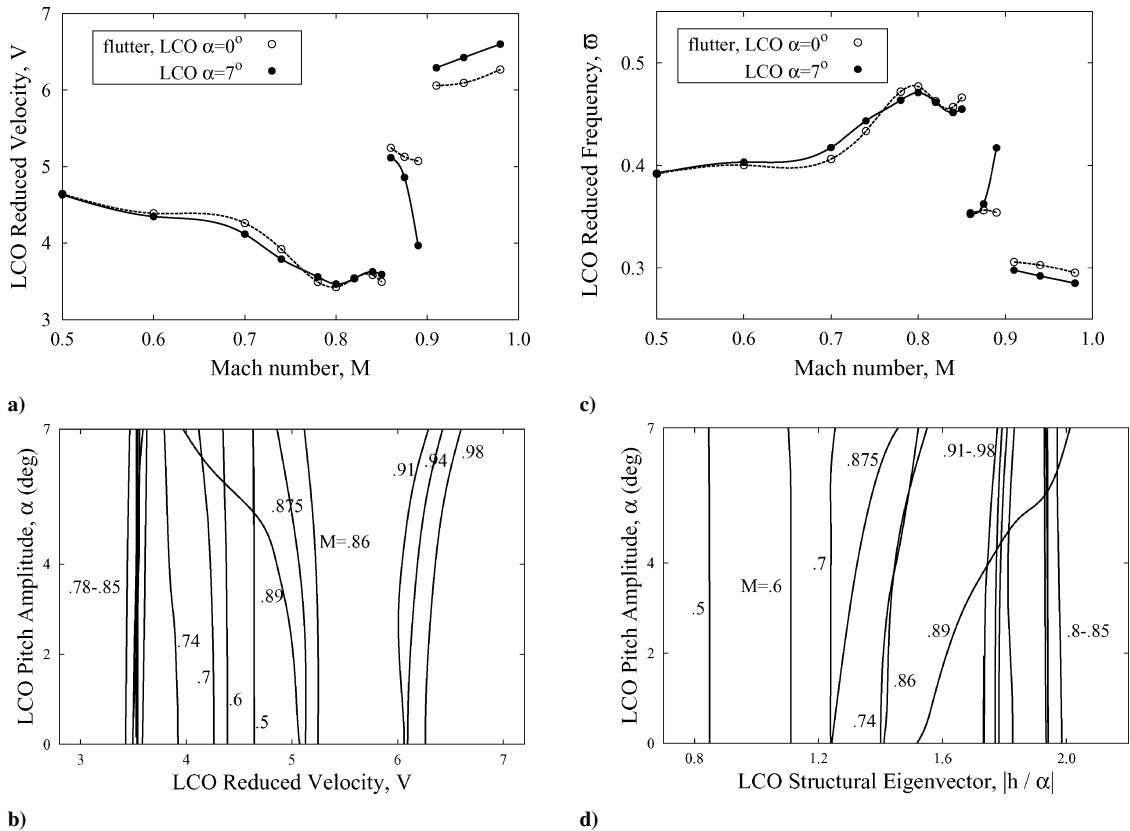 7
6
5
4
3
LCO Reduced Velocity, V
flutter, LCO α=0°
LCO α=7°
0.5 0.6 0.7 0.8 0.9 1.0
Mach number, M
a)
0.5
0.4
0.3
LCO Reduced Frequency, ϖ
flutter, LCO α=0°
LCO α=7°
0.5 0.6 0.7 0.8 0.9 1.0
Mach number, M
c)
7
4
2
0
LCO Pitch Amplitude, α (deg)
.78-.85
.74
.7
.6
.5
.89
.875
M=.86
.91
.94
.98
3 4 5 6 7
LCO Reduced Velocity, V
b)
7
4
2
0
LCO Pitch Amplitude, α (deg)
.5
M=.6
.7
.875
.74
.86
.89
.91-.98
.8-.85
0.8 1.2 1.6 2.0
LCO Structural Eigenvector, |h / α|
d)